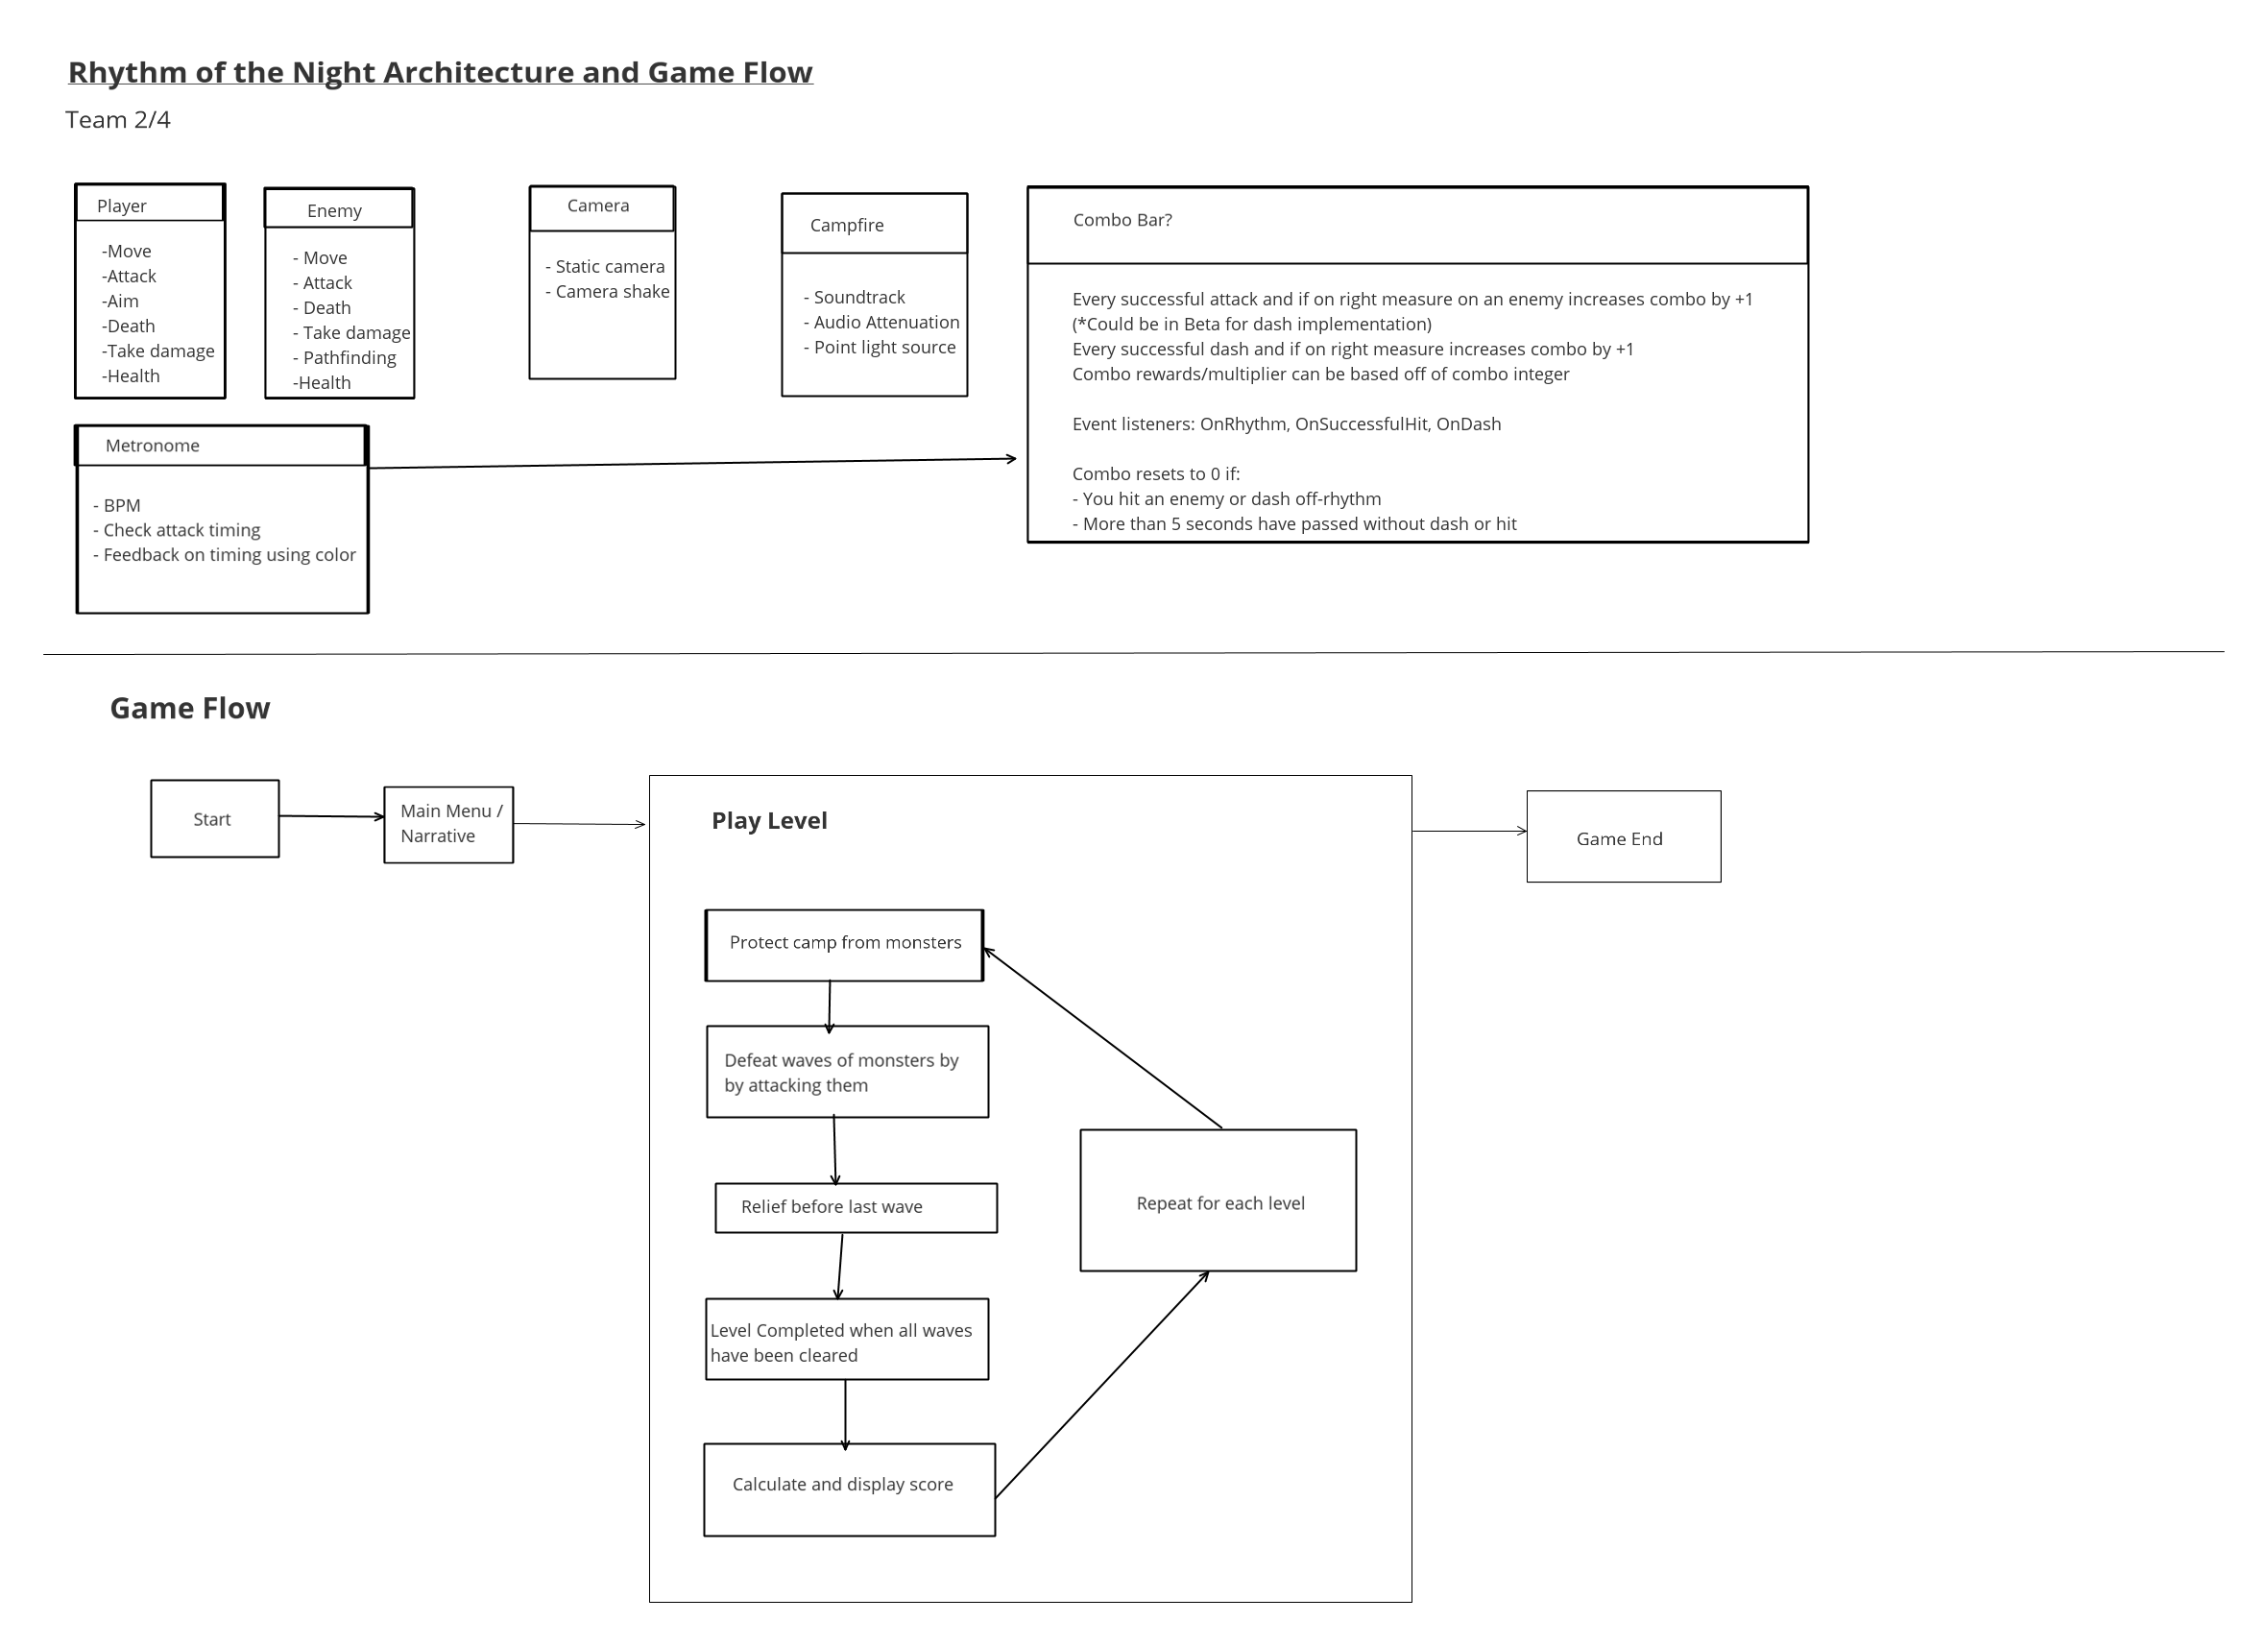 Rhythm of the Night Architecture and Game Flow
Team 2/4
Player
-Move
-Attack
-Aim
-Death
-Take damage
-Health
Enemy
- Move
- Attack
- Death
- Take damage
- Pathfinding
-Health
Camera
- Static camera
- Camera shake
Campfire
- Soundtrack
- Audio Attenuation
- Point light source
Combo Bar?
Every successful attack and if on right measure on an enemy increases combo by +1
(*Could be in Beta for dash implementation)
Every successful dash and if on right measure increases combo by +1
Combo rewards/multiplier can be based off of combo integer
Event listeners: OnRhythm, OnSuccessfulHit, OnDash
Combo resets to 0 if:
- You hit an enemy or dash off-rhythm
- More than 5 seconds have passed without dash or hit
Metronome
- BPM
- Check attack timing
- Feedback on timing using color
Game Flow
Start
Main Menu /
Narrative
Play Level
Protect camp from monsters
Defeat waves of monsters by
by attacking them
Relief before last wave
Level Completed when all waves
have been cleared
Calculate and display score
Repeat for each level
Game End